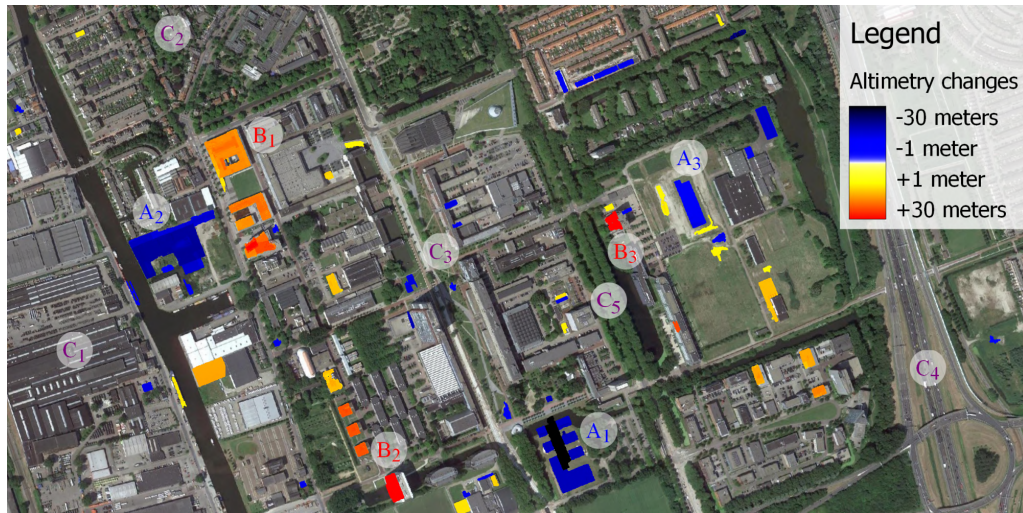 Legend
Altimetry changes
-30 meters
-1 meter
+1 meter
+30 meters
C2
B1
A3
A2
B3
C3
C5
C1
C4
A1
B2